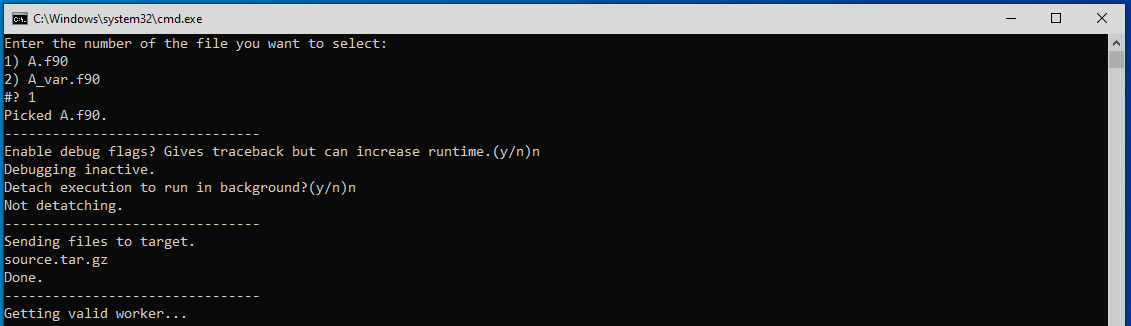 C:\Windows\system32\cmd.exe
Enter the number of the file you want to select:
1) A.f90
2) A_var.f90
#? 1
Picked A.f90.
--------------------------------
Enable debug flags? Gives traceback but can increase runtime.(y/n)n
Debugging inactive.
Detach execution to run in background?(y/n)n
Not detatching.
--------------------------------
Sending files to target.
source.tar.gz
Done.
--------------------------------
Getting valid worker...